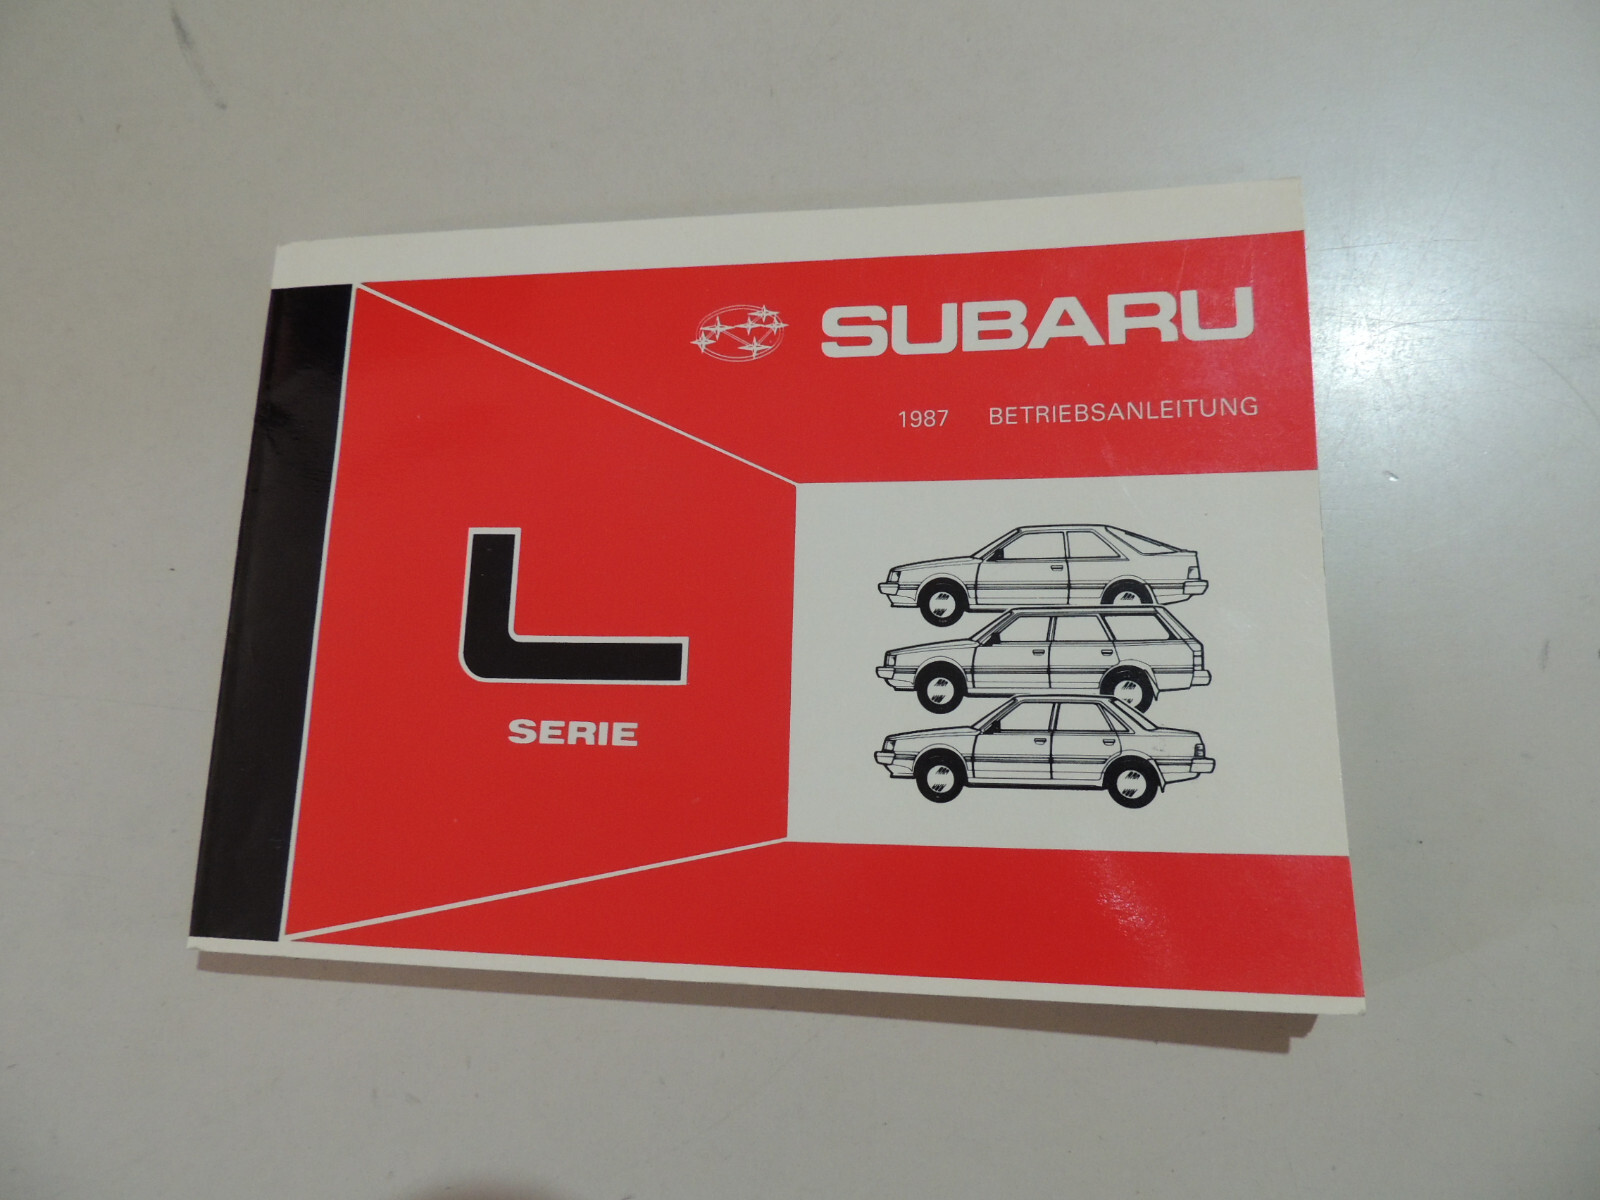 SUBARU
1987 BETRIEBSANLEITUNG
L
SERIE